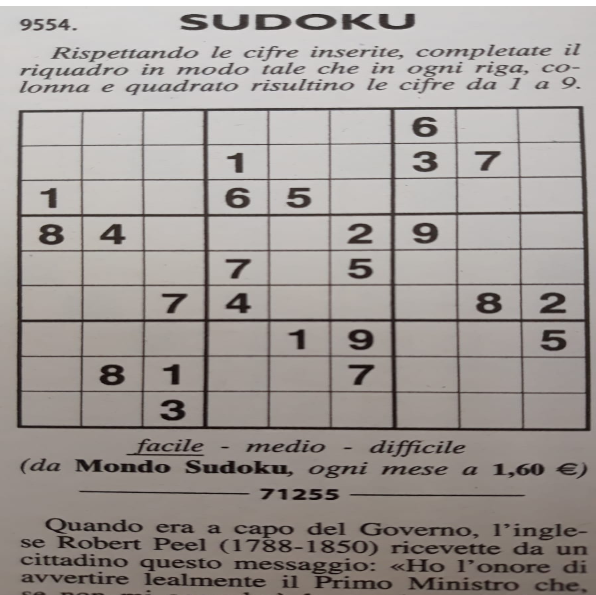 9554. SUDOKU
Rispettando le cifre inserite, completate il
riquadro in modo tale che in ogni riga, co-
lonna e quadrato risultino le cifre da 1 a 9.
6
1 3 7
1 6 5
8 4 2 9
7 5
7 4 8 2
1 9 5
8 1 7
3
facile - medio - difficile
(da Mondo Sudoku, ogni mese a 1,60 €)
71255
Quando era a capo del Governo, l'ingle-
se Robert Peel (1788-1850) ricevette da un
cittadino questo messaggio: «Ho l'onore di
avvertire lealmente il Primo Ministro che,